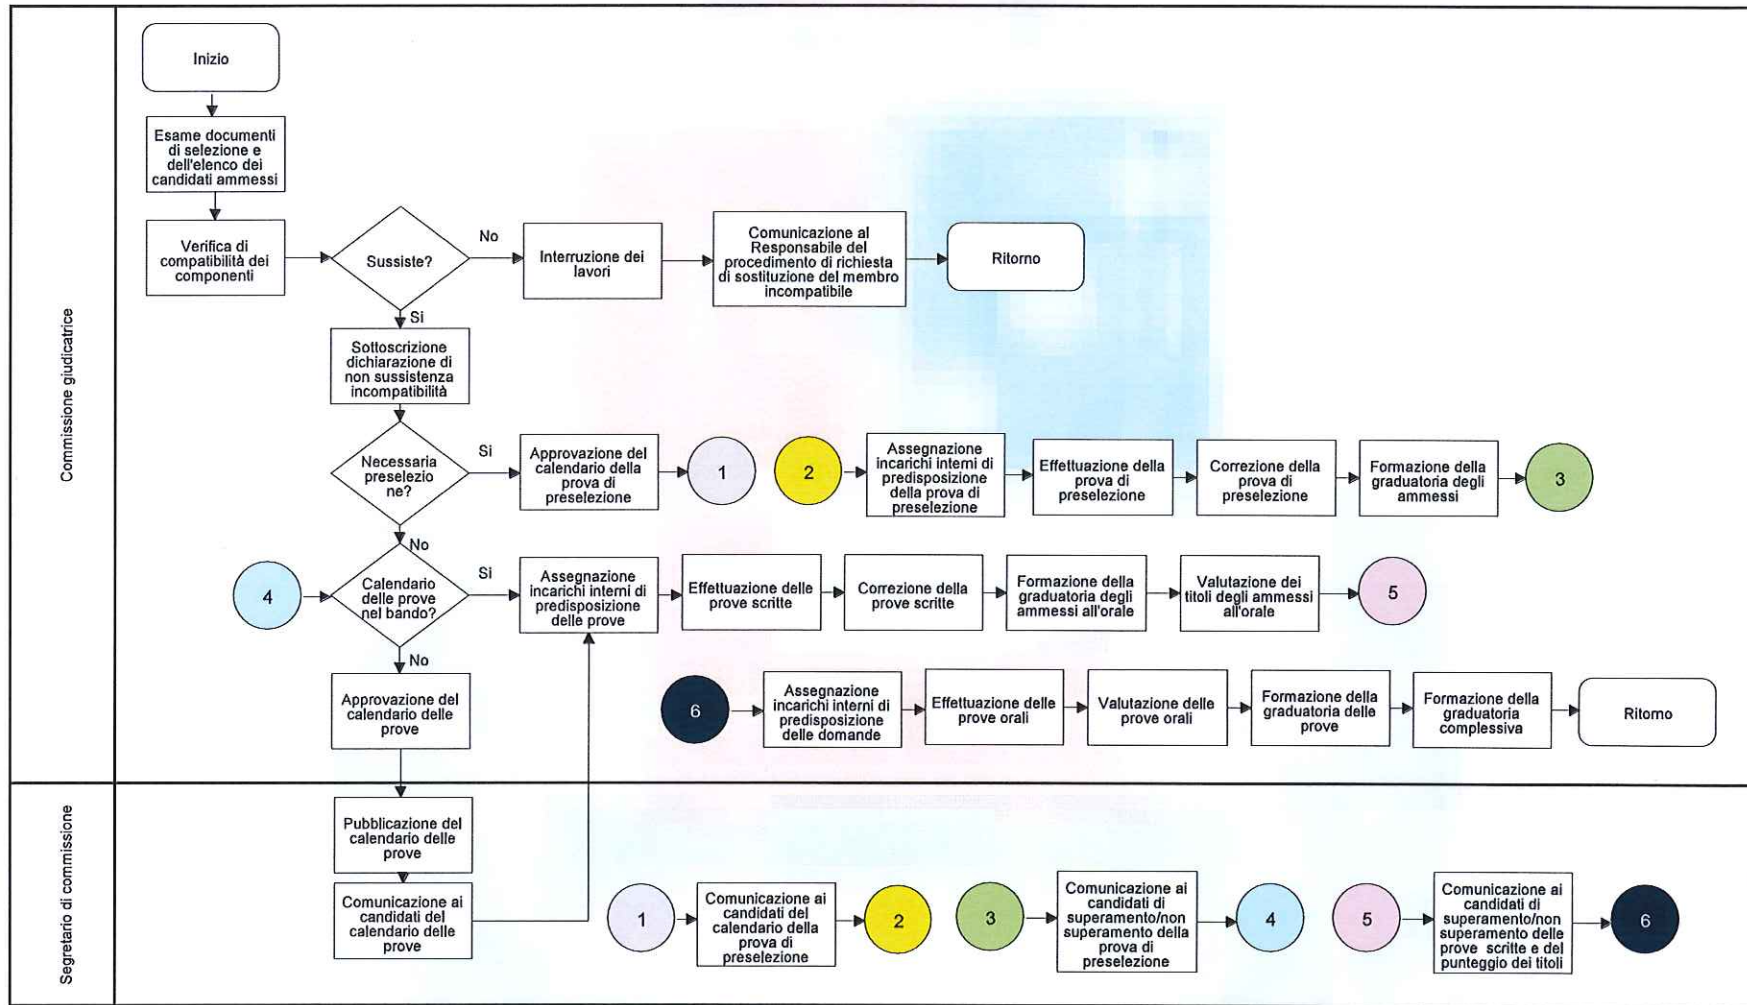 Commissione giudicatrice
Inizio
Esame documenti
di selezione e
dell'elenco dei
candidati ammessi
Verifica di
compatibilità dei
componenti
Sussiste?
No
Interruzione dei
lavori
Comunicazione al
Responsabile del
procedimento di richiesta
di sostituzione del membro
incompatibile
Ritorno
Si
Sottoscrizione
dichiarazione di
non sussistenza
incompatibilità
Necessaria
preselezio
ne?
Si
Approvazione del
calendario della
prova di
preselezione
1
2
Assegnazione
incarichi interni di
predisposizione
della prova di
preselezione
Effettuazione della
prova di
preselezione
Correzione della
prova di
preselezione
Formazione della
graduatoria degli
ammessi
3
No
4
Calendario
delle prove
nel bando?
Si
Assegnazione
incarichi interni di
predisposizione
delle prove
Effettuazione delle
prove scritte
Correzione della
prove scritte
Formazione della
graduatoria degli
ammessi all'orale
Valutazione dei
titoli degli ammessi
all'orale
5
No
Approvazione del
calendario delle
prove
6
Assegnazione
incarichi interni di
predisposizione
delle domande
Effettuazione delle
prove orali
Valutazione delle
prove orali
Formazione della
graduatoria delle
prove
Formazione della
graduatoria
complessiva
Ritorno
Segretario di commissione
Pubblicazione del
calendario delle
prove
Comunicazione ai
candidati del
calendario delle
prove
1
Comunicazione ai
candidati del
calendario della
prova di
preselezione
2
3
Comunicazione ai
candidati di
superamento/non
superamento della
prova di
preselezione
4
5
Comunicazione ai
candidati di
superamento/non
superamento delle
prove scritte e del
punteggio dei titoli
6